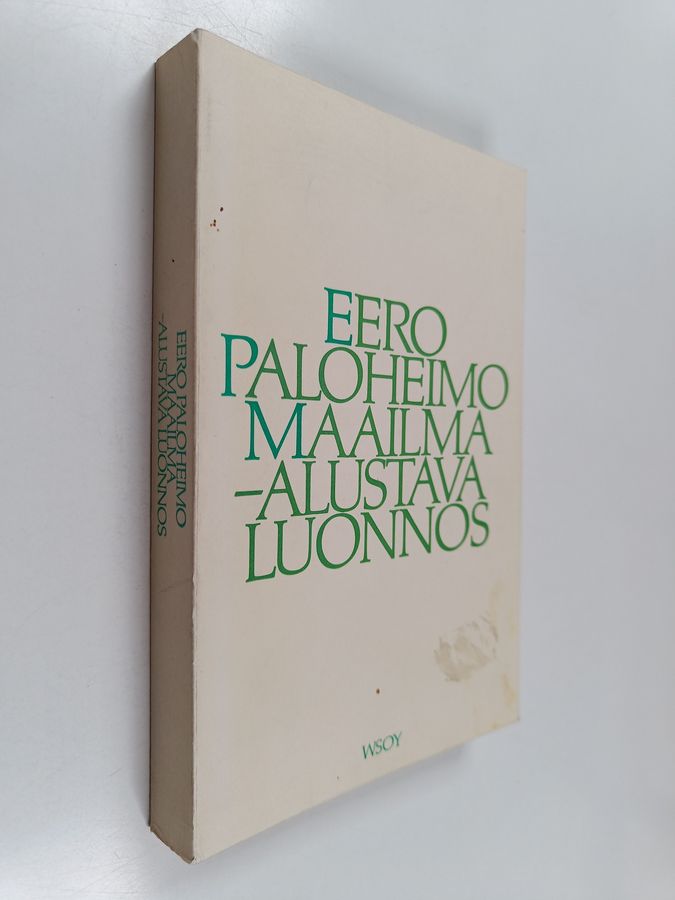 EERO
PALOHEIMO
MAAILMA
–ALUSTAVA
LUONNOS
WSOY
EERO PALOHEIMO
MAAILMA
–ALUSTAVA LUONNOS